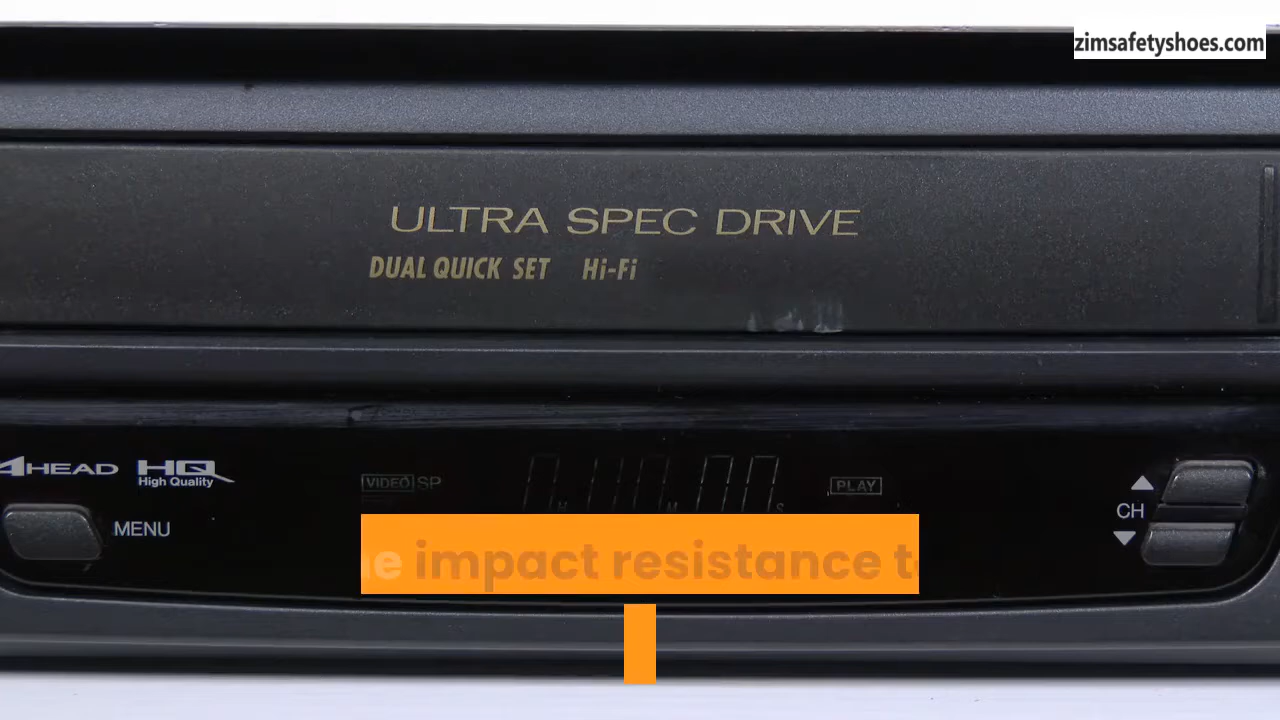 zimsafetyshoes.com
ULTRA SPEC DRIVE
DUAL QUICK SET Hi-Fi
4HEAD HQ
High Quality
VIDEO SP
PLAY
MENU
CH
H M S
impact resistance